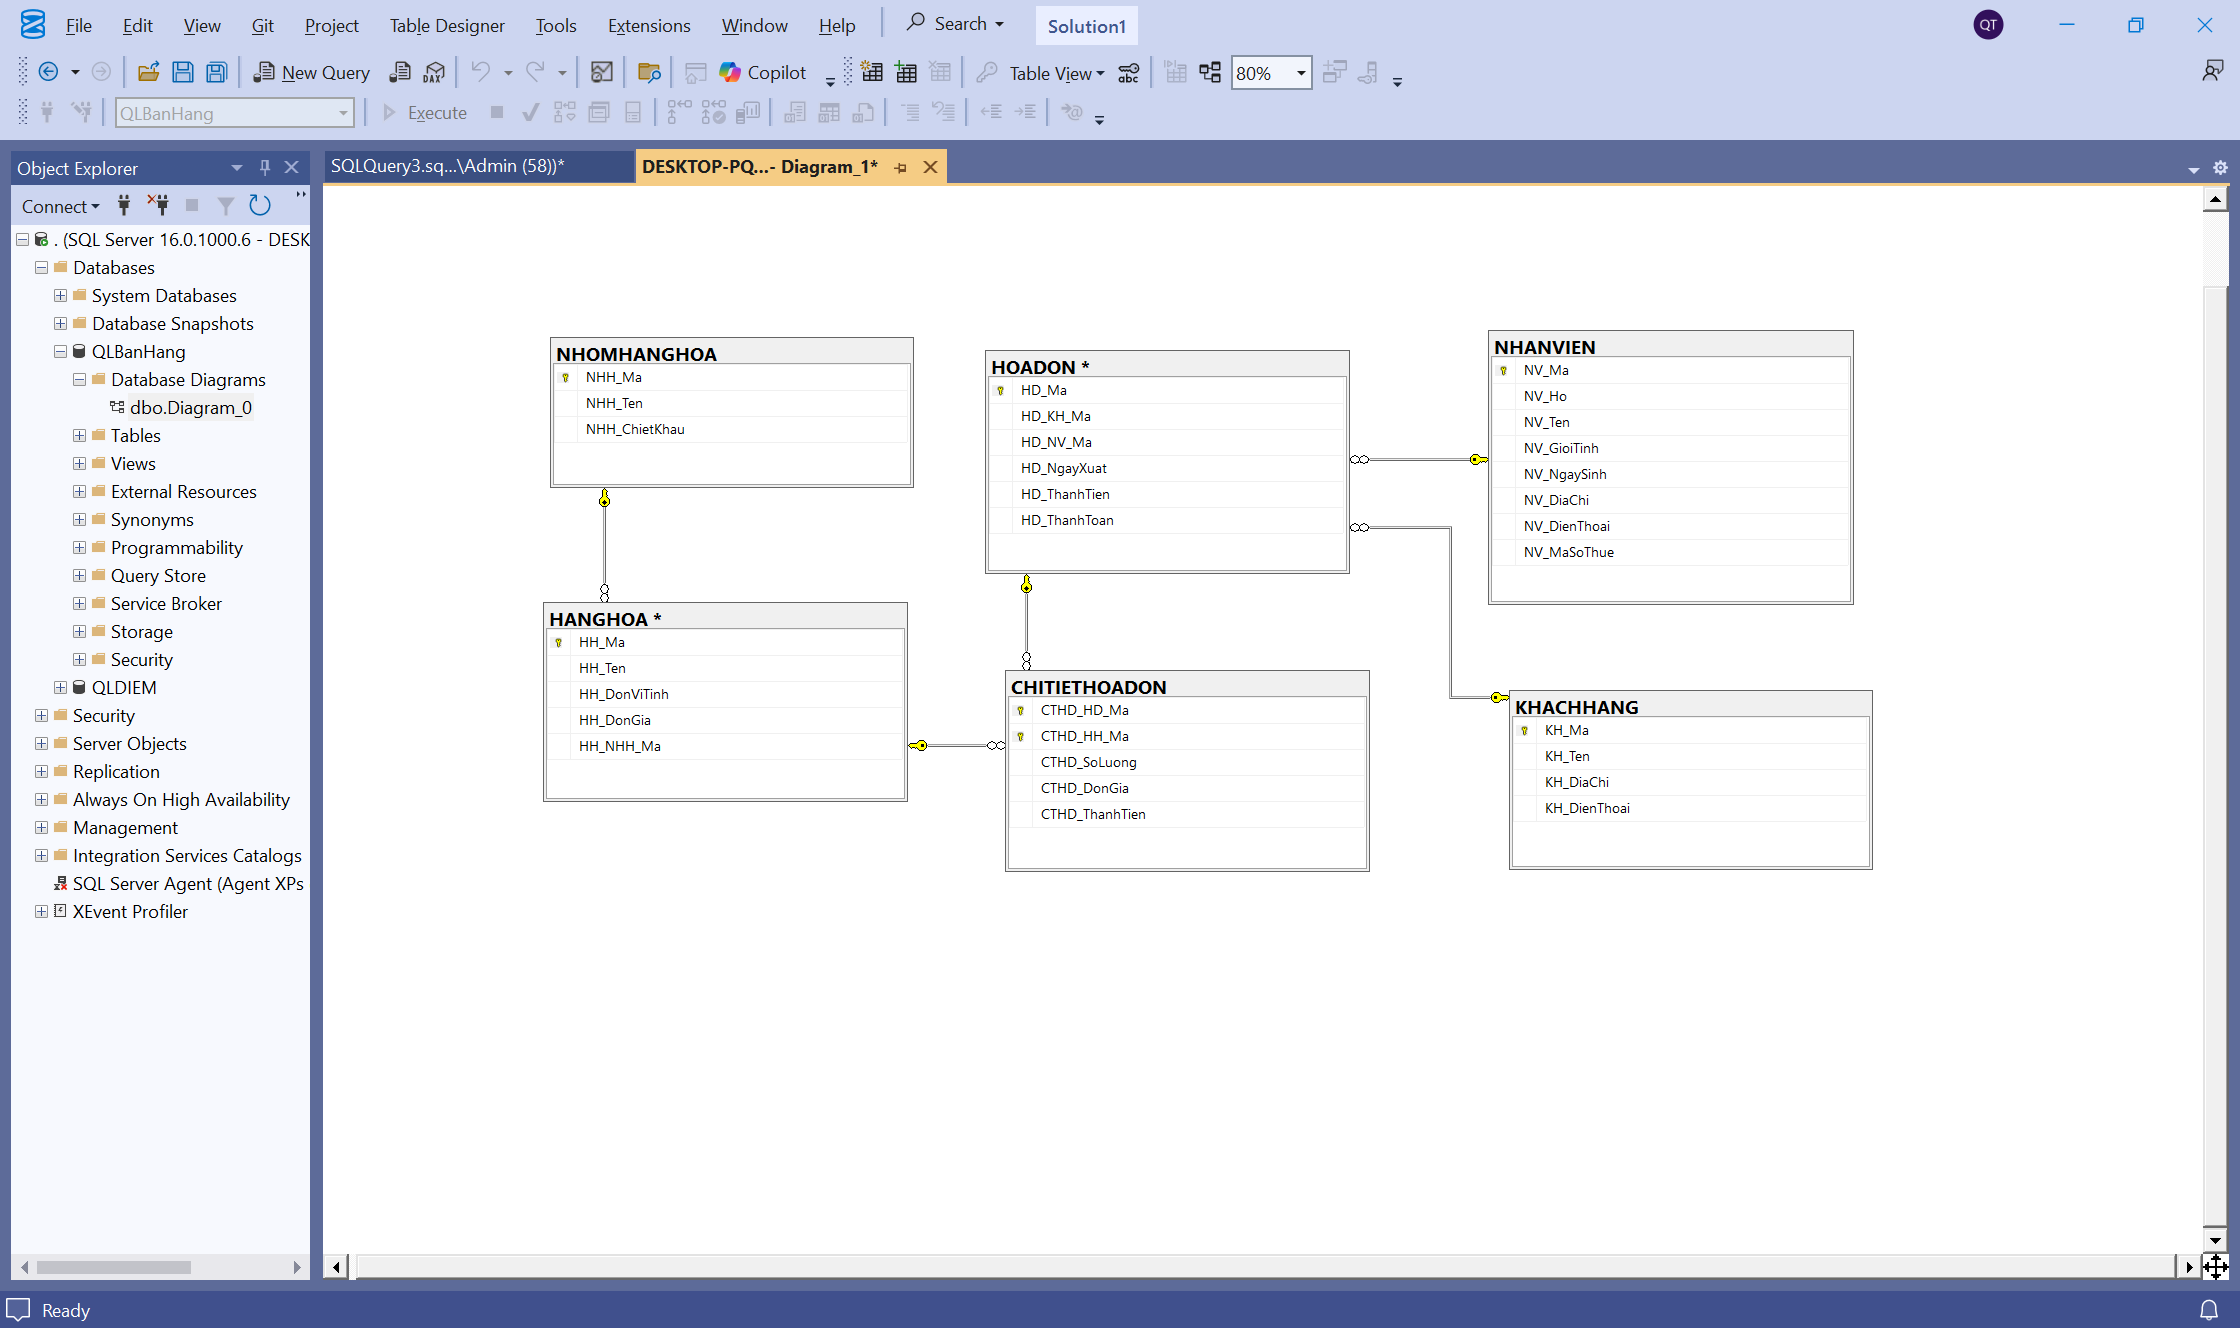 File Edit View Git Project Table Designer Tools Extensions Window Help Search Solution1 QT
New Query DAX Copilot Table View abc 80%
QLBanHang Execute
Object Explorer
SQLQuery3.sq...\Admin (58))* DESKTOP-PQ...- Diagram_1*
Connect
. (SQL Server 16.0.1000.6 - DESK
Databases
System Databases
Database Snapshots
QLBanHang
Database Diagrams
dbo.Diagram_0
Tables
Views
External Resources
Synonyms
Programmability
Query Store
Service Broker
Storage
Security
QLDIEM
Security
Server Objects
Replication
Always On High Availability
Management
Integration Services Catalogs
SQL Server Agent (Agent XPs
XEvent Profiler
NHOMHANGHOA
NHH_Ma
NHH_Ten
NHH_ChietKhau
HOADON *
HD_Ma
HD_KH_Ma
HD_NV_Ma
HD_NgayXuat
HD_ThanhTien
HD_ThanhToan
NHANVIEN
NV_Ma
NV_Ho
NV_Ten
NV_GioiTinh
NV_NgaySinh
NV_DiaChi
NV_DienThoai
NV_MaSoThue
HANGHOA *
HH_Ma
HH_Ten
HH_DonViTinh
HH_DonGia
HH_NHH_Ma
CHITIETHOADON
CTHD_HD_Ma
CTHD_HH_Ma
CTHD_SoLuong
CTHD_DonGia
CTHD_ThanhTien
KHACHHANG
KH_Ma
KH_Ten
KH_DiaChi
KH_DienThoai
Ready